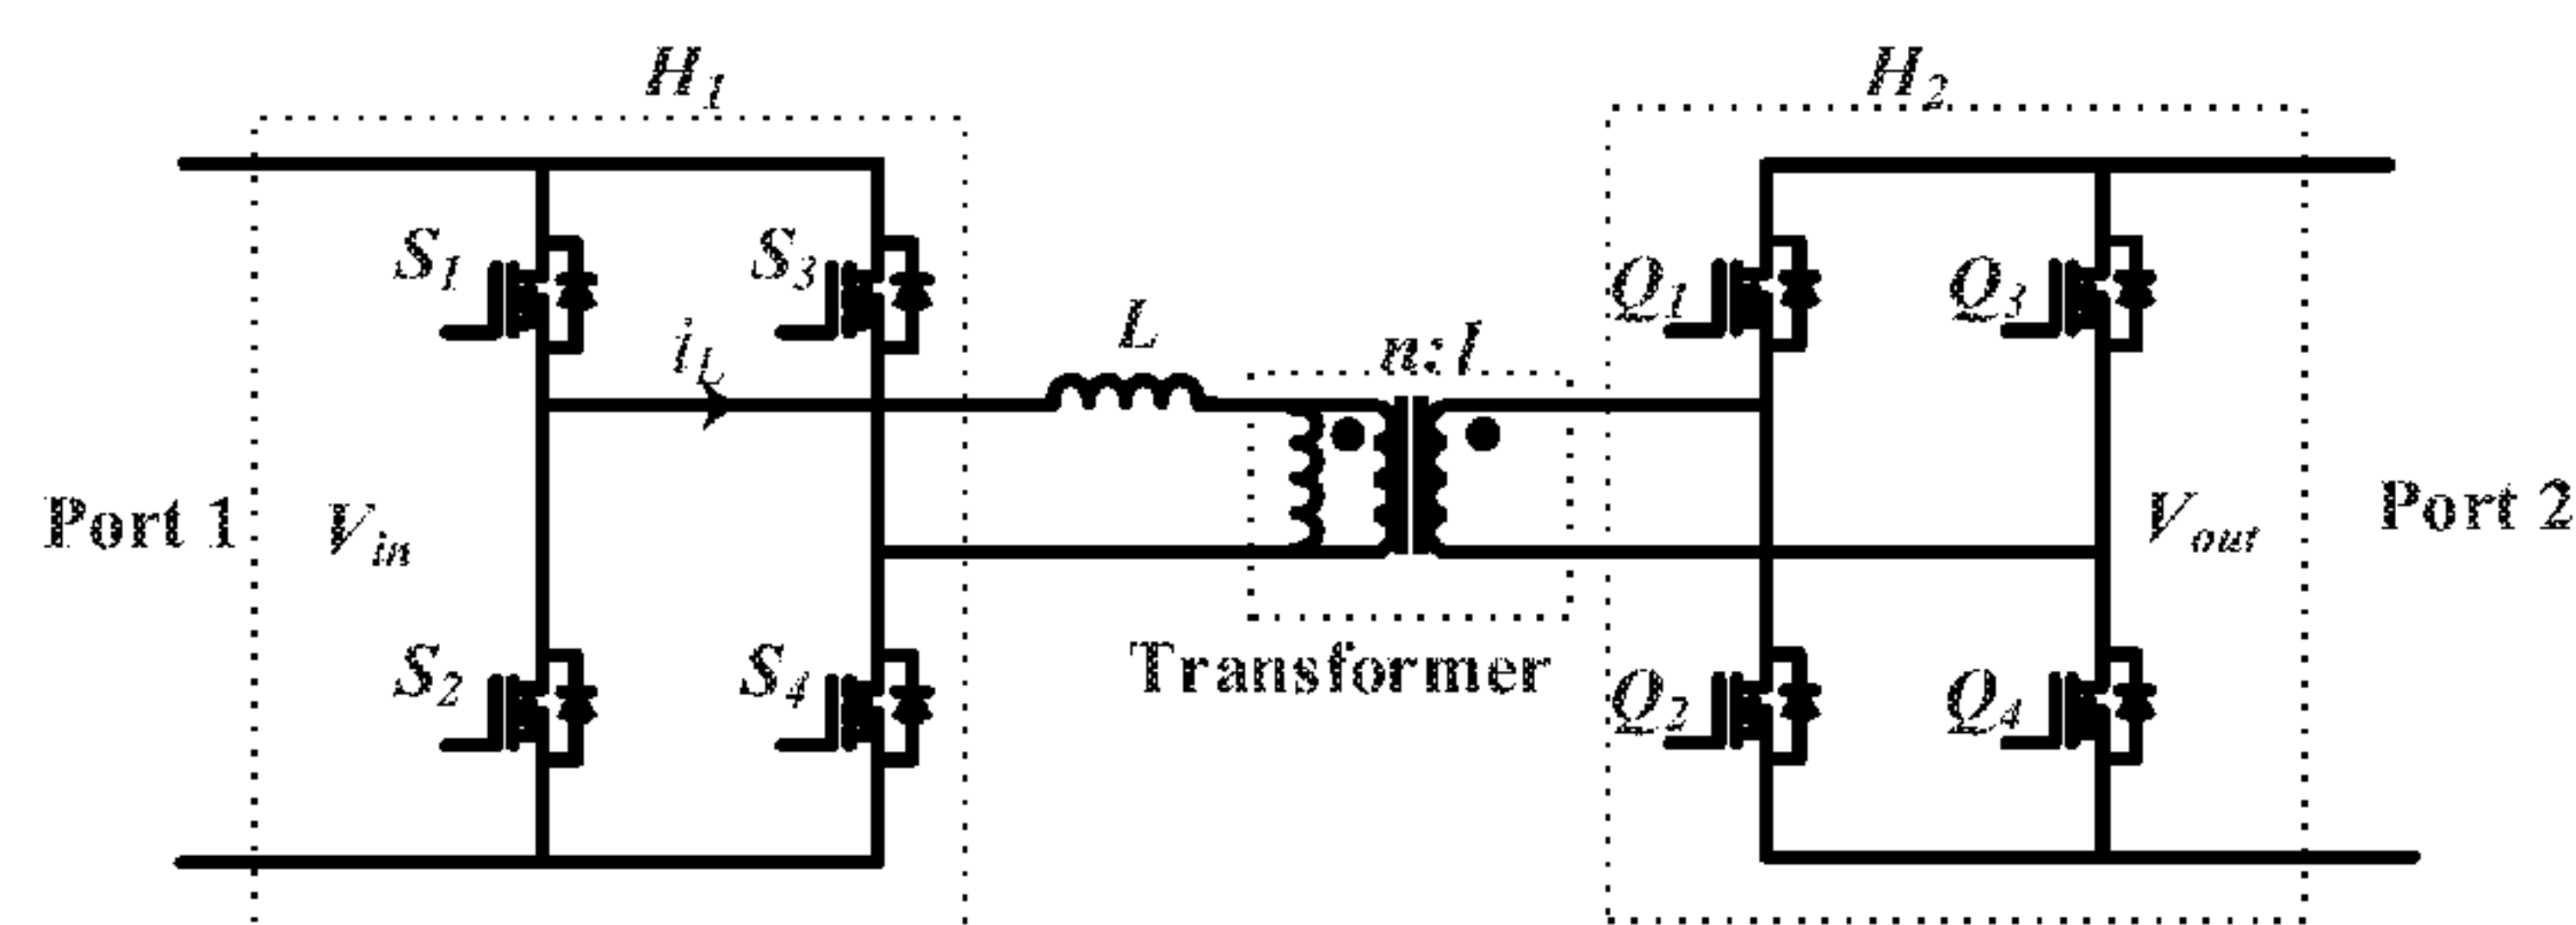 H1
H2
S1
S3
Q1
Q3
iL
L
n:1
Port 1
Vin
Vout
Port 2
S2
S4
Transformer
Q2
Q4